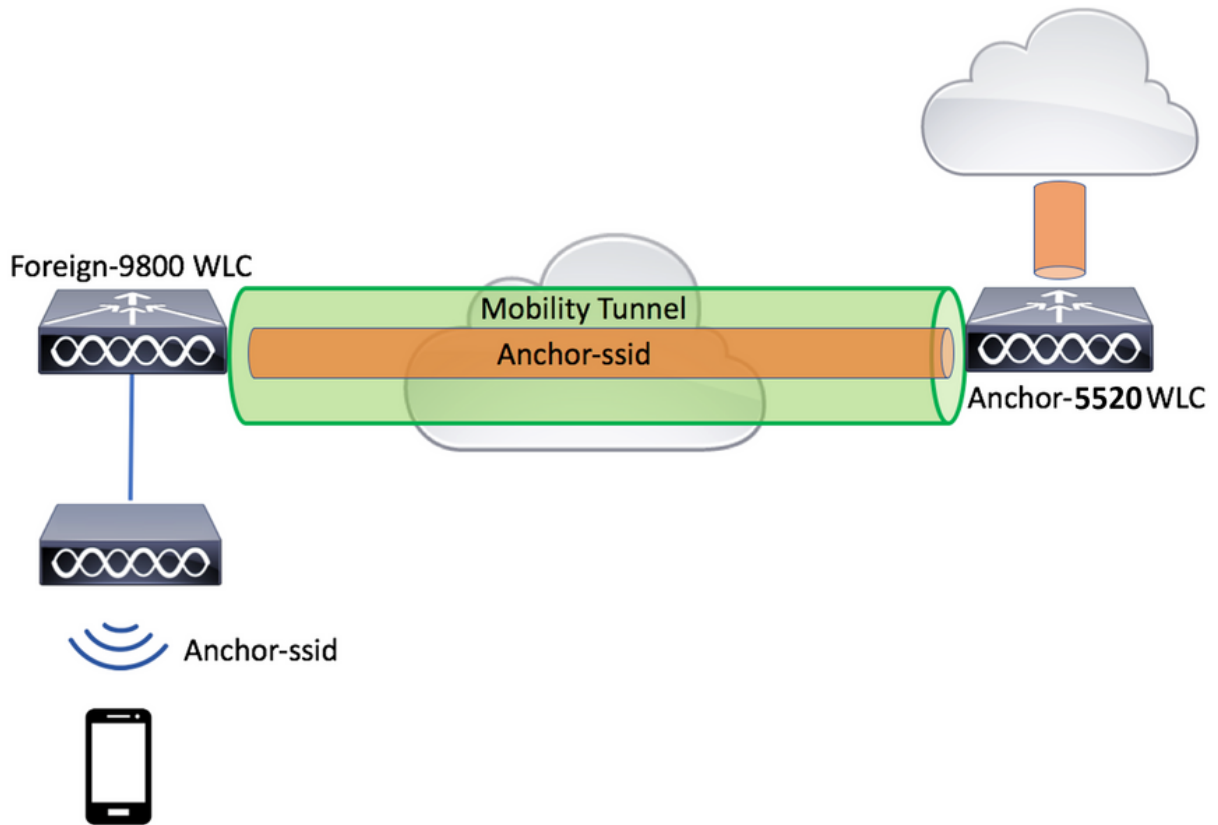 Foreign-9800 WLC
Mobility Tunnel
Anchor-ssid
Anchor-5520 WLC
Anchor-ssid